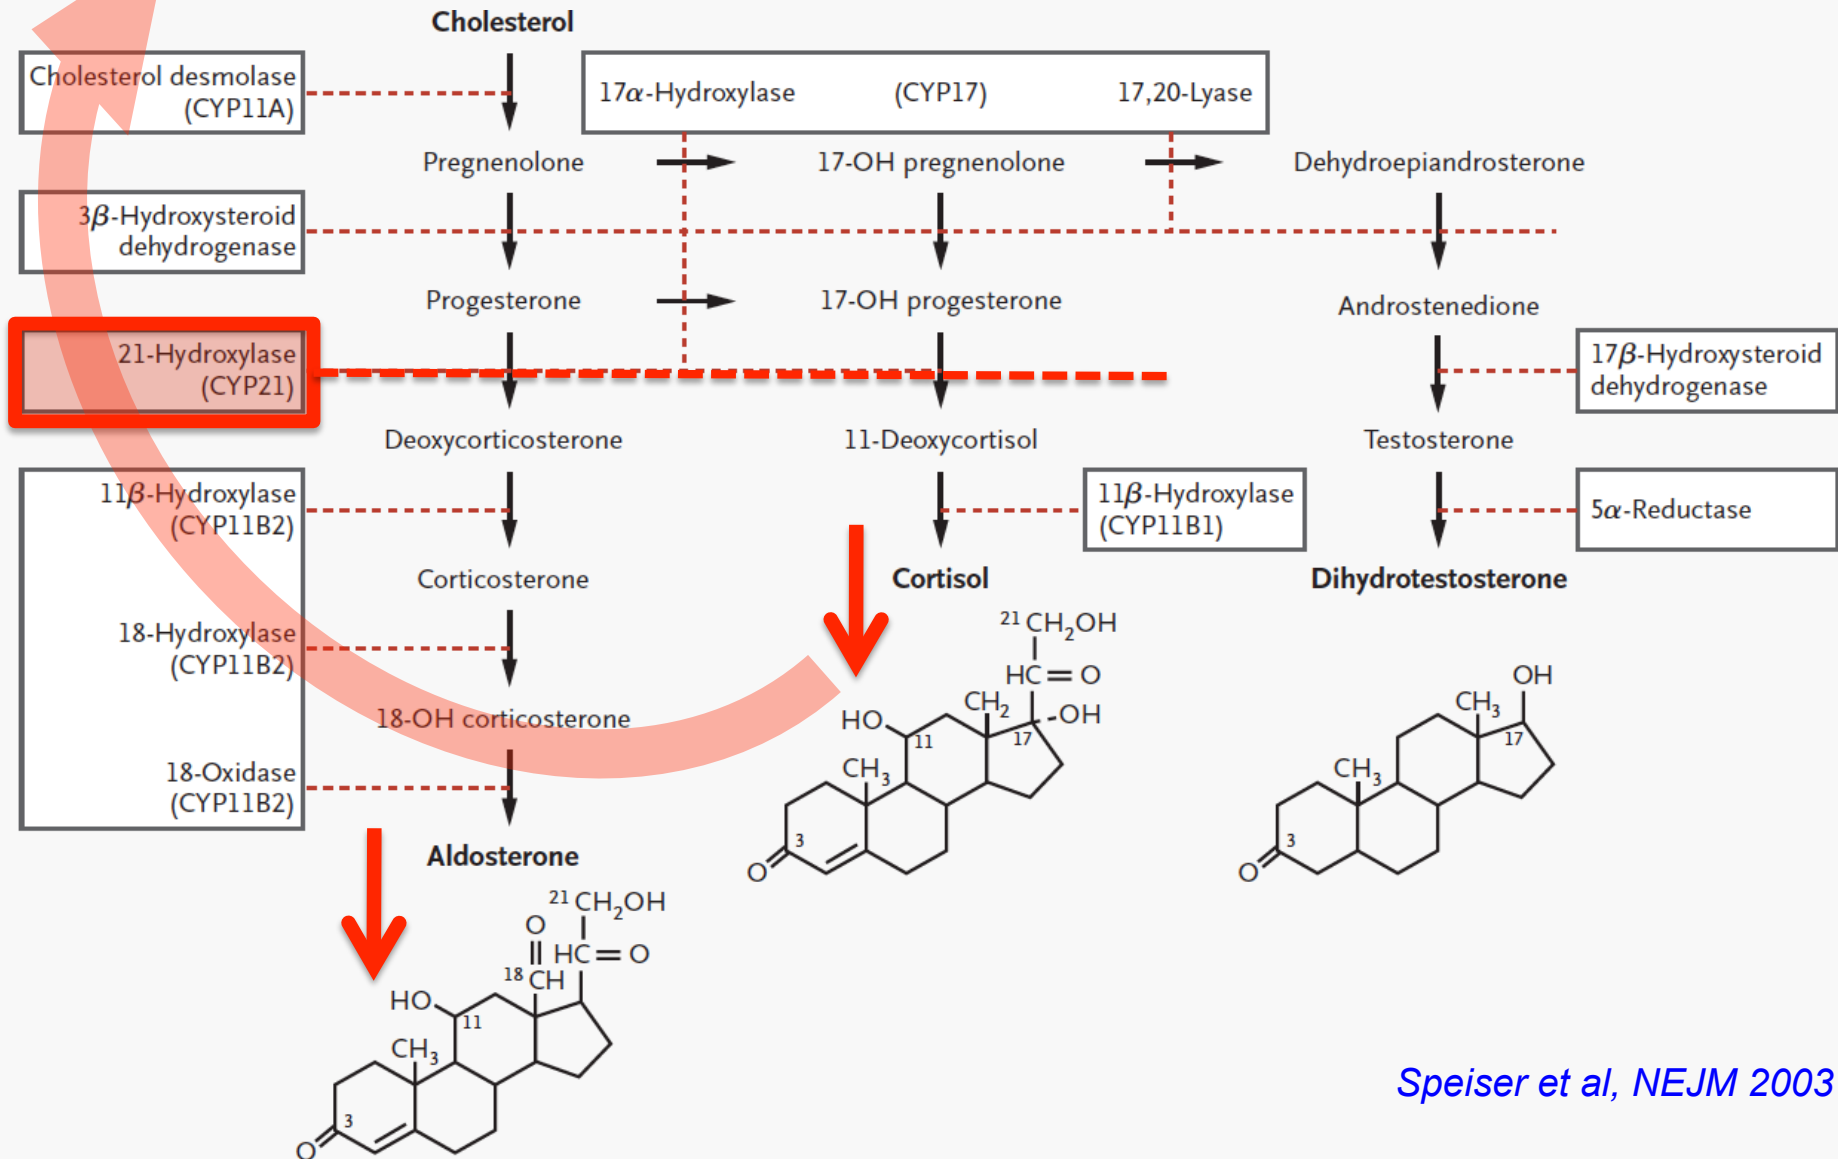 Cholesterol
Cholesterol desmolase
(CYP11A)
17α-Hydroxylase (CYP17) 17,20-Lyase
Pregnenolone 17-OH pregnenolone Dehydroepiandrosterone
3β-Hydroxysteroid
dehydrogenase
Progesterone 17-OH progesterone Androstenedione
21-Hydroxylase
(CYP21)
17β-Hydroxysteroid
dehydrogenase
Deoxycorticosterone 11-Deoxycortisol Testosterone
11β-Hydroxylase
(CYP11B2)
11β-Hydroxylase
(CYP11B1)
5α-Reductase
Corticosterone Cortisol Dihydrotestosterone
18-Hydroxylase
(CYP11B2)
18-OH corticosterone
18-Oxidase
(CYP11B2)
Aldosterone
21 CH₂OH
HC=O
CH₂
HO
OH
11
17
CH₃
3
O
OH
CH₃
17
CH₃
3
O
21 CH₂OH
O
HC=O
18 CH
HO
11
CH₃
3
O
Speiser et al, NEJM 2003